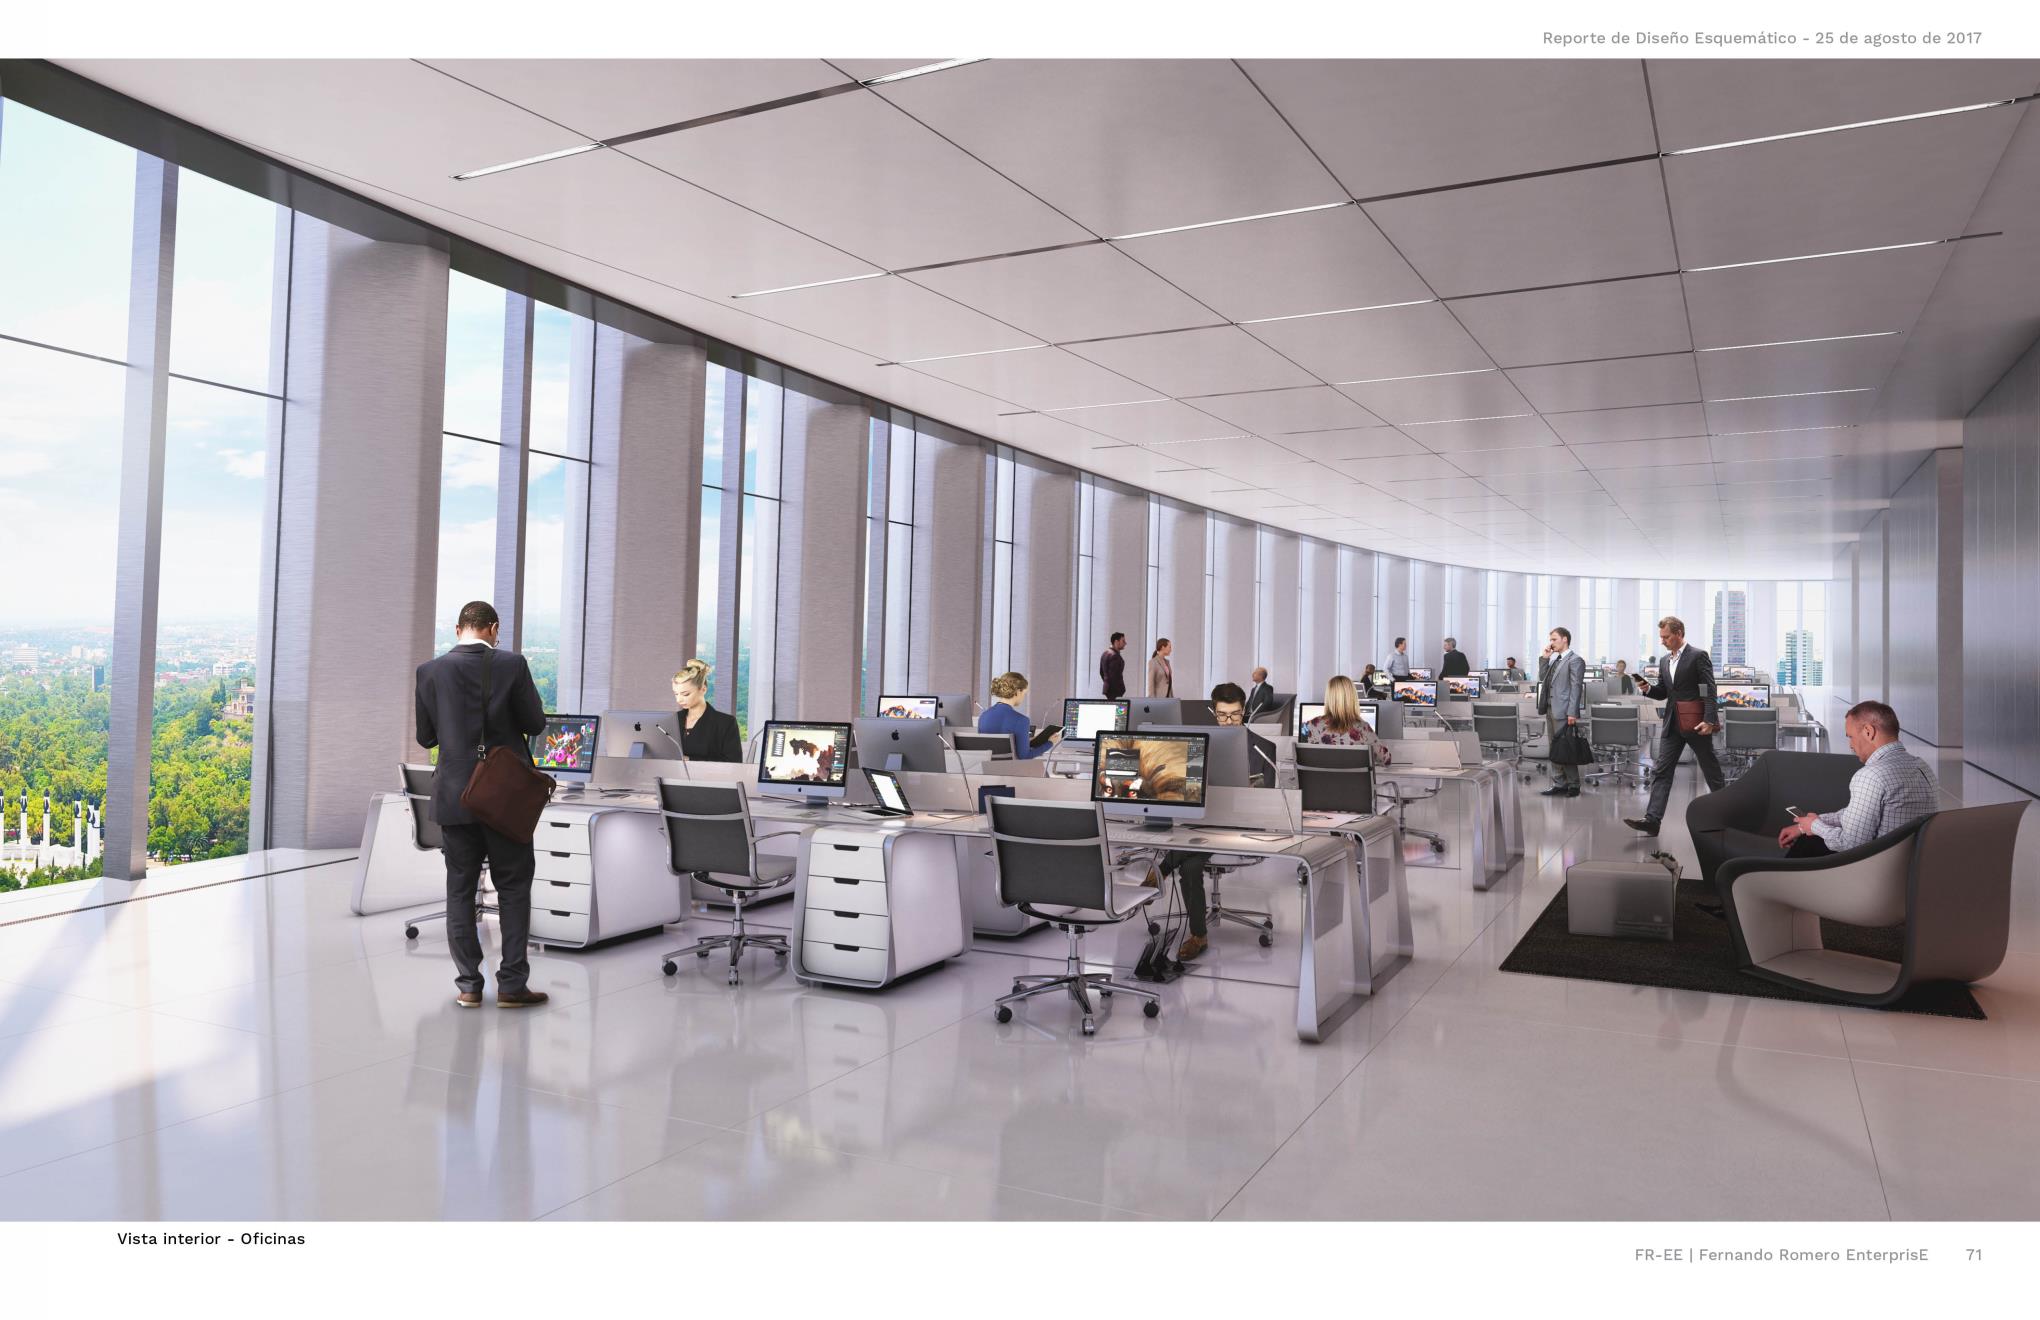 Reporte de Diseño Esquemático - 25 de agosto de 2017
Vista interior - Oficinas
FR-EE | Fernando Romero EnterprisE 71